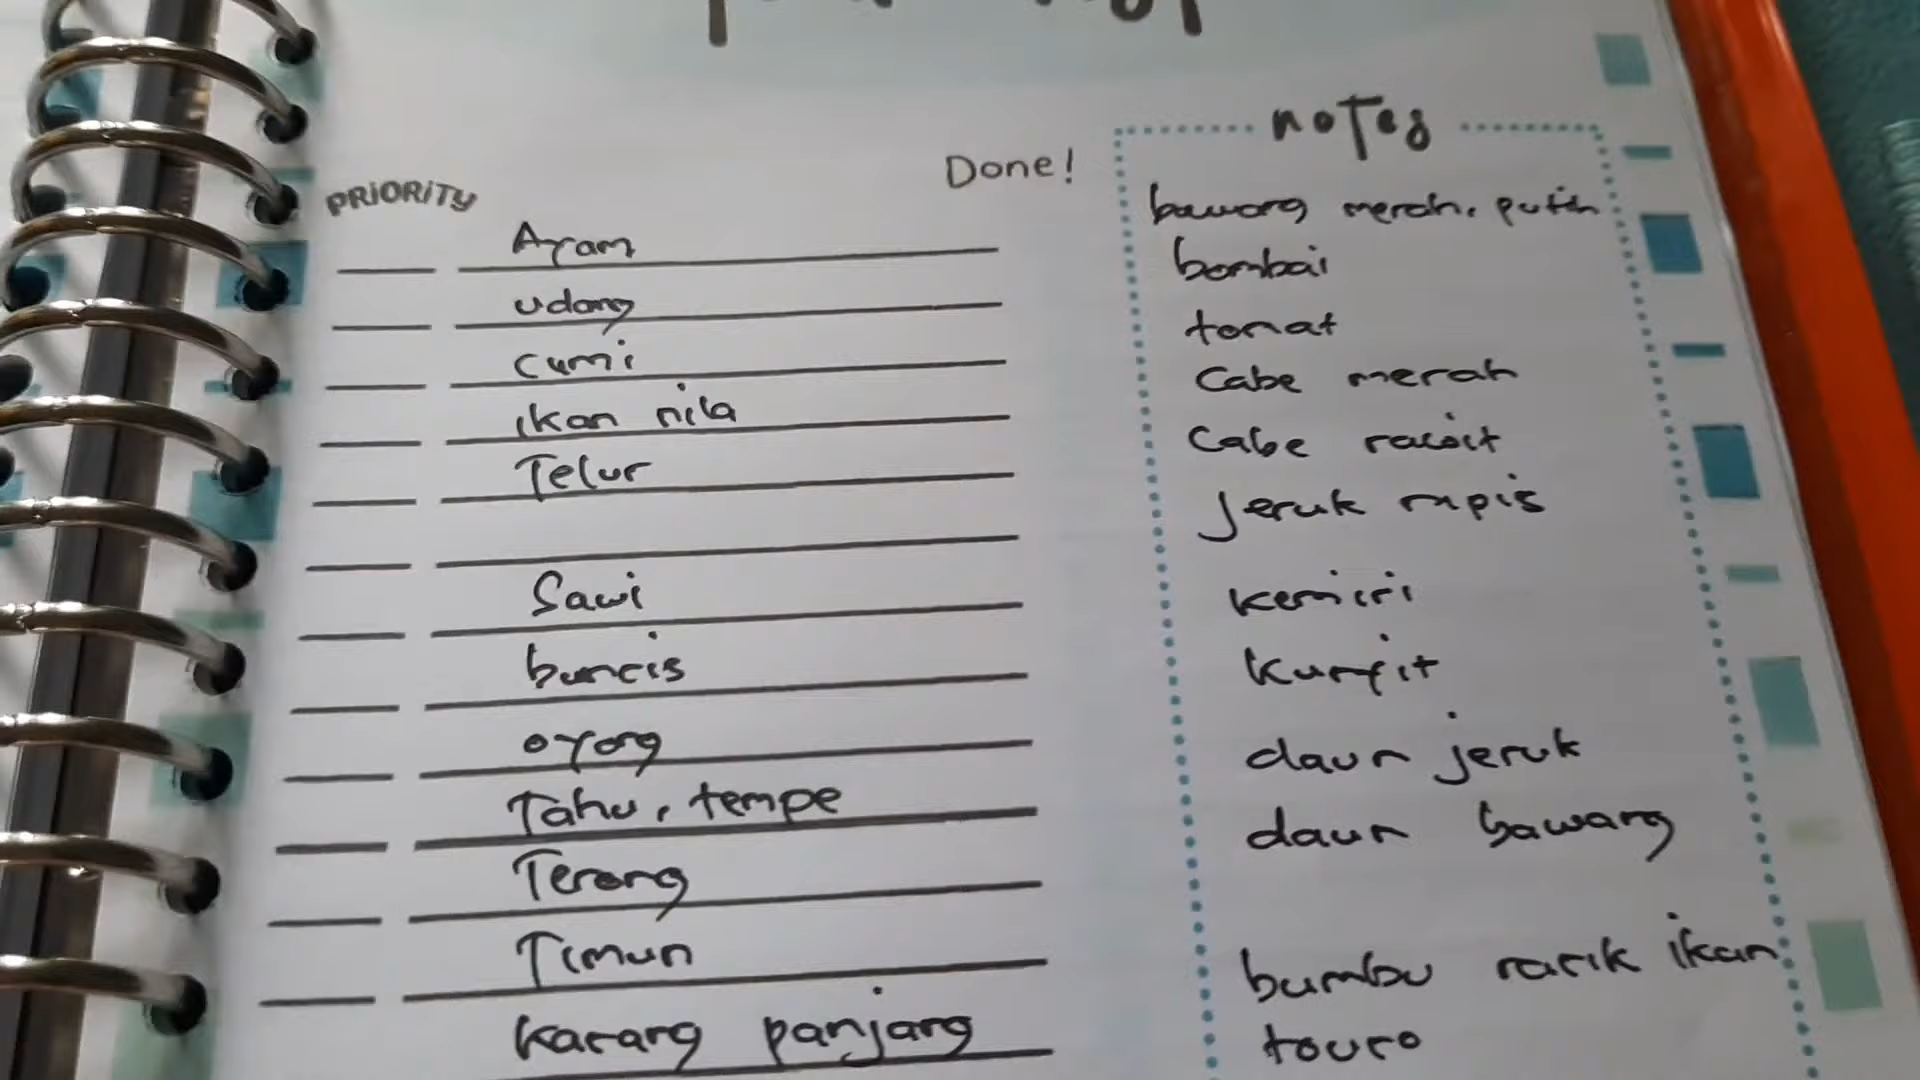 PRIORITY
Done!
Ayam
udang
cumi
ikan nila
Telur
Sawi
buncis
oyong
Tahu, tempe
Terong
Timun
Kacang panjang
notes
bawang merah, putih
bombai
tomat
Cabe merah
Cabe rawit
Jeruk nipis
kemiri
kunyit
daun jeruk
daun bawang
bumbu racik ikan
touco